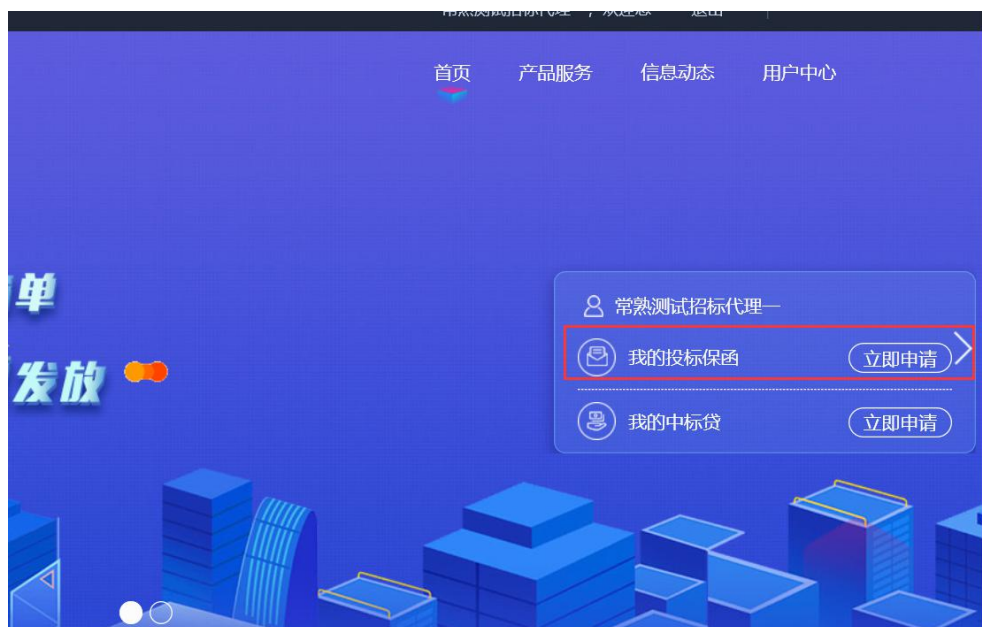 首页 产品服务 信息动态 用户中心
单
发放
常熟测试招标代理一
我的投标保函 立即申请
我的中标贷 立即申请